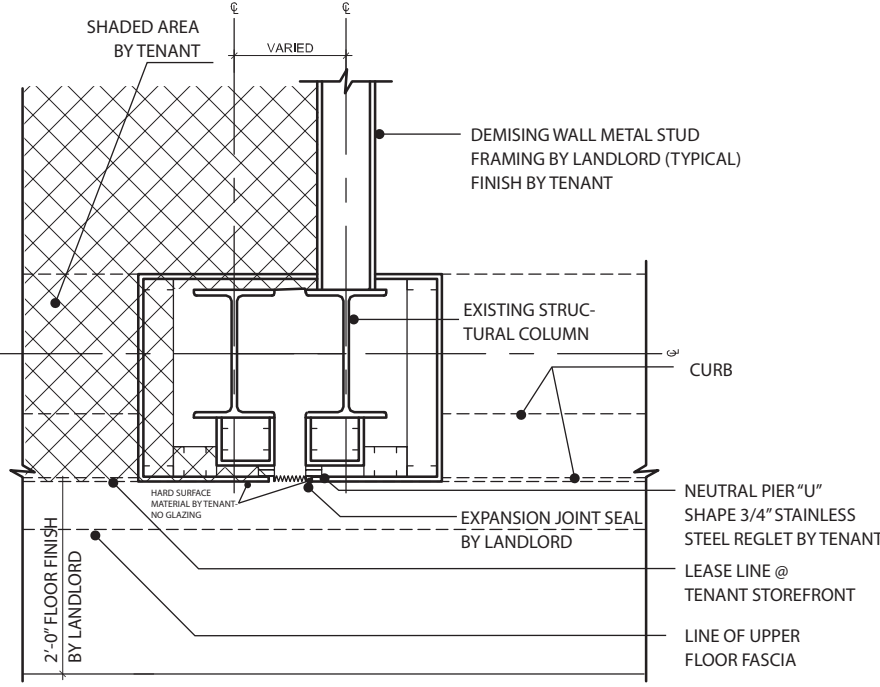 ℄
℄
SHADED AREA
BY TENANT
VARIED
DEMISING WALL METAL STUD
FRAMING BY LANDLORD (TYPICAL)
FINISH BY TENANT
EXISTING STRUC-
TURAL COLUMN
℄
CURB
HARD SURFACE
MATERIAL BY TENANT-
NO GLAZING
NEUTRAL PIER "U"
SHAPE 3/4" STAINLESS
STEEL REGLET BY TENANT
EXPANSION JOINT SEAL
BY LANDLORD
LEASE LINE @
TENANT STOREFRONT
LINE OF UPPER
FLOOR FASCIA
2'-0" FLOOR FINISH
BY LANDLORD